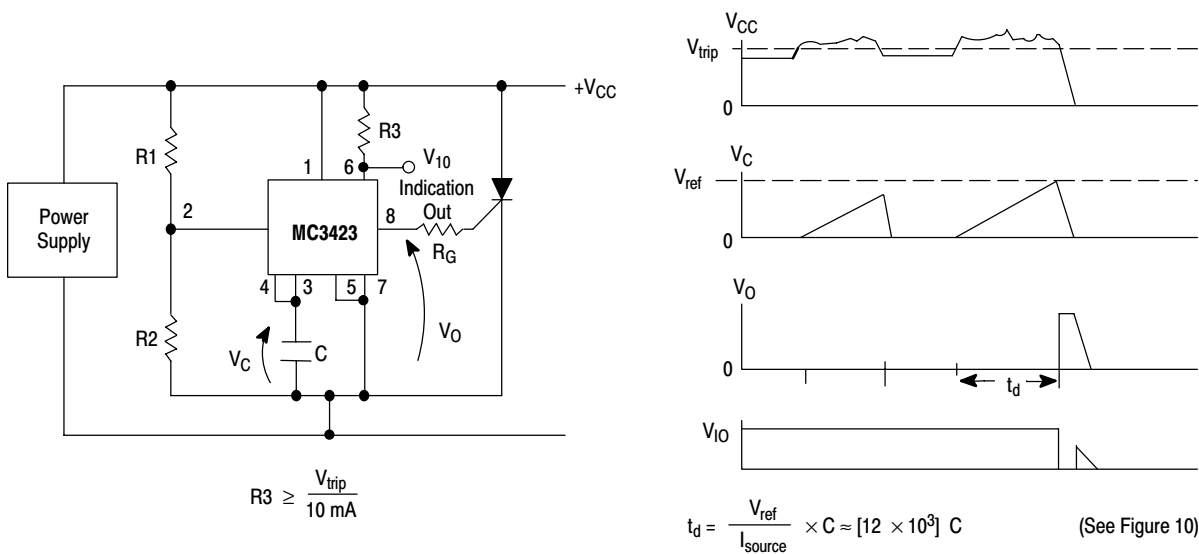 +VCC
R1
R3
1
6
V10
Indication
Out
Power
Supply
2
MC3423
8
RG
4
3
5
7
R2
VC
C
VO
R3 ≥ Vtrip / 10 mA
VCC
Vtrip
0
VC
Vref
0
VO
0
td
VIO
td = Vref / Isource × C ≈ [12 × 10³] C
(See Figure 10)